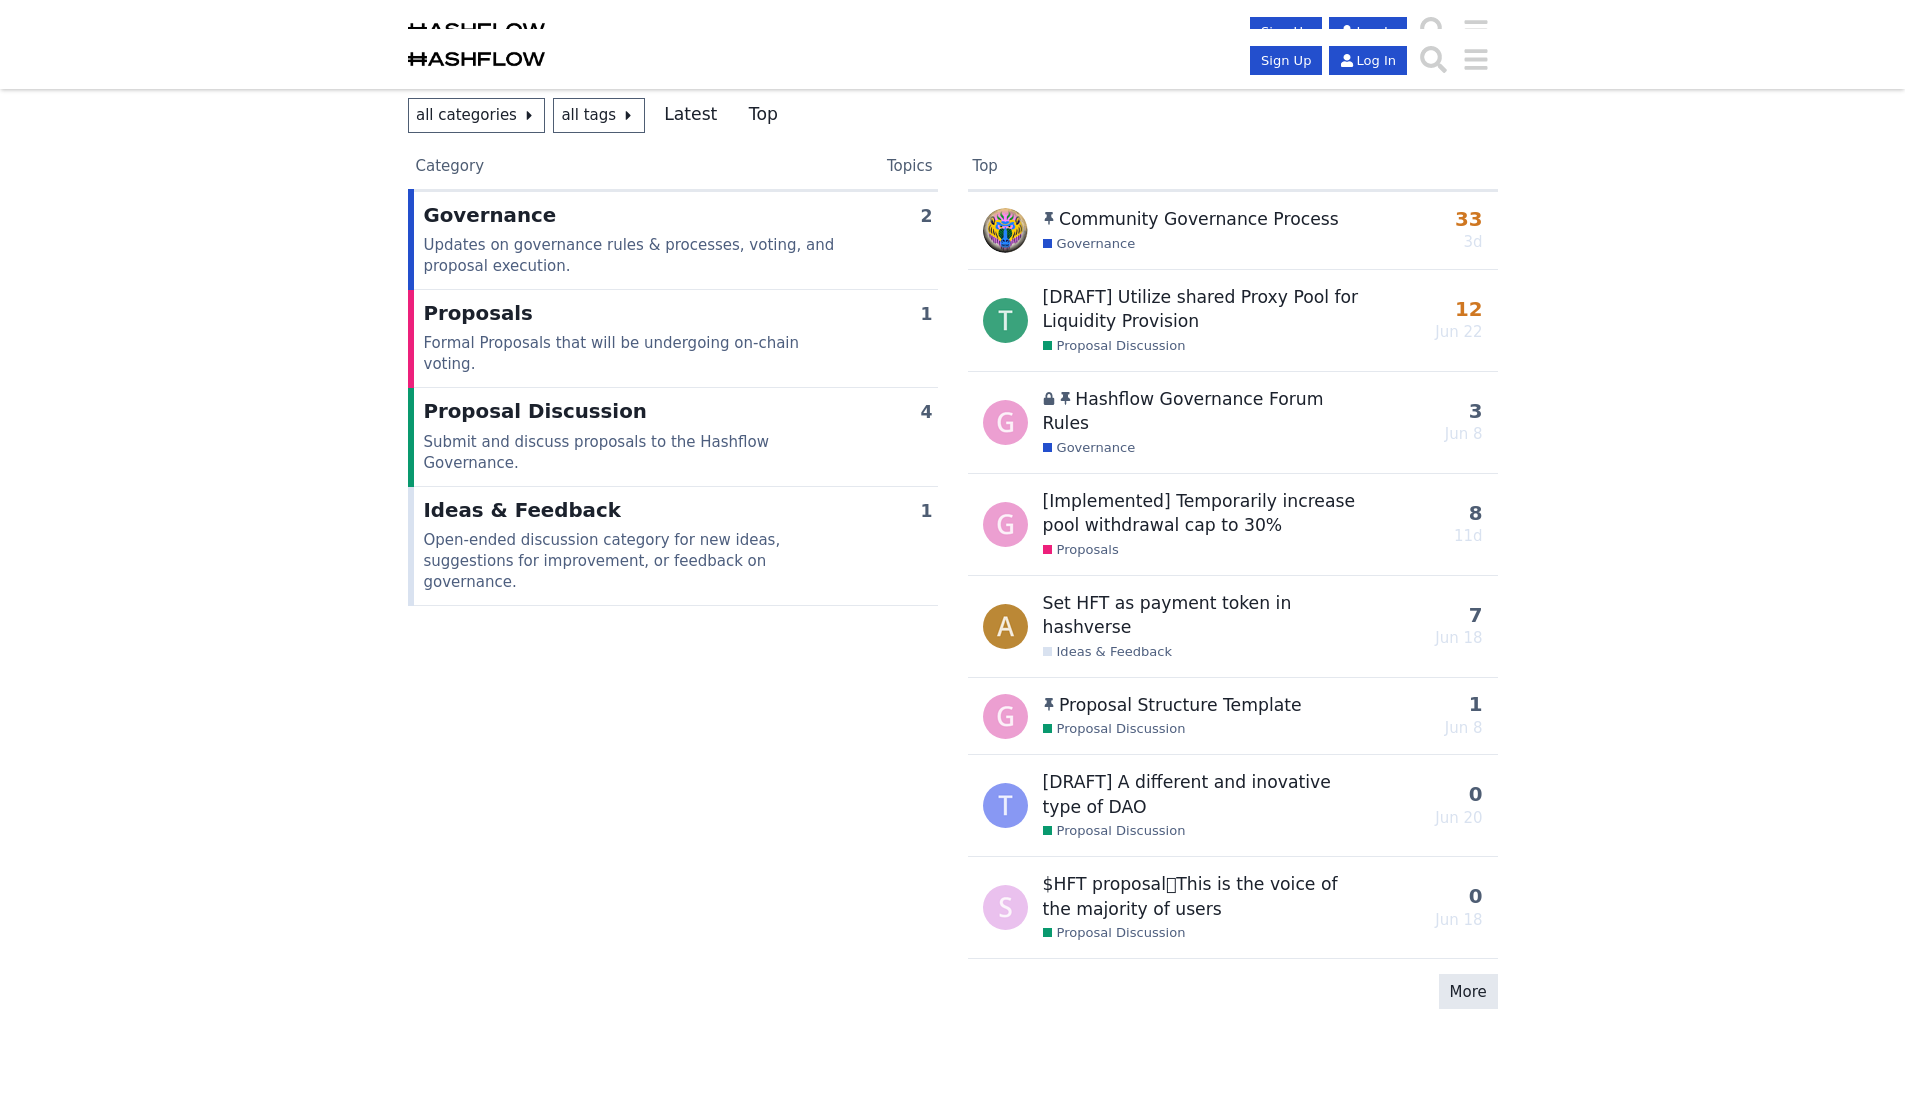 HASHFLOW
Sign Up
Log In
HASHFLOW
Sign Up
Log In
all categories
all tags
Latest
Top
Category
Topics
Governance
2
Updates on governance rules & processes, voting, and
proposal execution.
Proposals
1
Formal Proposals that will be undergoing on-chain
voting.
Proposal Discussion
4
Submit and discuss proposals to the Hashflow
Governance.
Ideas & Feedback
1
Open-ended discussion category for new ideas,
suggestions for improvement, or feedback on
governance.
Top
Community Governance Process
Governance
33
3d
T
[DRAFT] Utilize shared Proxy Pool for
Liquidity Provision
Proposal Discussion
12
Jun 22
G
Hashflow Governance Forum
Rules
Governance
3
Jun 8
G
[Implemented] Temporarily increase
pool withdrawal cap to 30%
Proposals
8
11d
A
Set HFT as payment token in
hashverse
Ideas & Feedback
7
Jun 18
G
Proposal Structure Template
Proposal Discussion
1
Jun 8
T
[DRAFT] A different and inovative
type of DAO
Proposal Discussion
0
Jun 20
S
$HFT proposal▯This is the voice of
the majority of users
Proposal Discussion
0
Jun 18
More